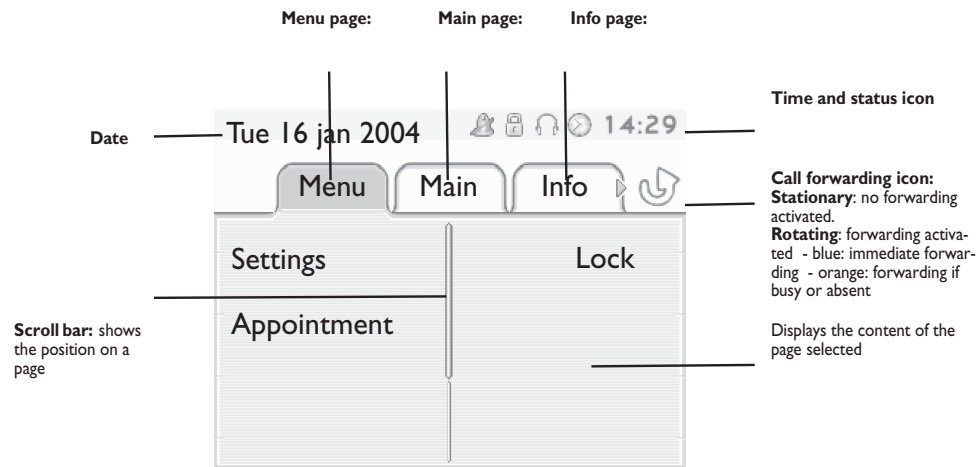 Menu page:
Main page:
Info page:
Time and status icon
Date
Tue 16 jan 2004
14:29
Menu
Main
Info
Call forwarding icon:
Stationary: no forwarding
activated.
Rotating: forwarding activa-
ted - blue: immediate forwar-
ding - orange: forwarding if
busy or absent
Settings
Lock
Scroll bar: shows
the position on a
page
Appointment
Displays the content of the
page selected